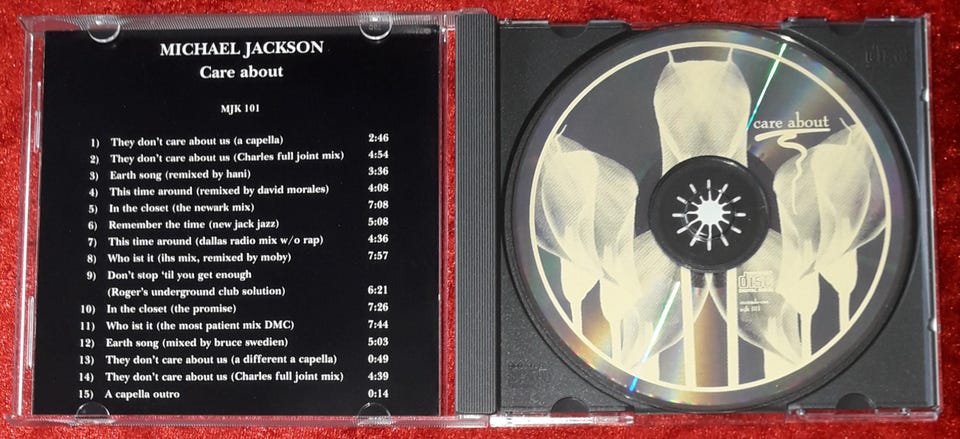 MICHAEL JACKSON
Care about
MJK 101
1) They don't care about us (a capella) 2:46
2) They don't care about us (Charles full joint mix) 4:54
3) Earth song (remixed by hani) 3:36
4) This time around (remixed by david morales) 4:08
5) In the closet (the newark mix) 7:08
6) Remember the time (new jack jazz) 5:08
7) This time around (dallas radio mix w/o rap) 4:36
8) Who ist it (ihs mix, remixed by moby) 7:57
9) Don't stop 'til you get enough
(Roger's underground club solution) 6:21
10) In the closet (the promise) 7:26
11) Who ist it (the most patient mix DMC) 7:44
12) Earth song (mixed by bruce swedien) 5:03
13) They don't care about us (a different a capella) 0:49
14) They don't care about us (Charles full joint mix) 4:39
15) A capella outro 0:14
care about
DISC
mjk 101